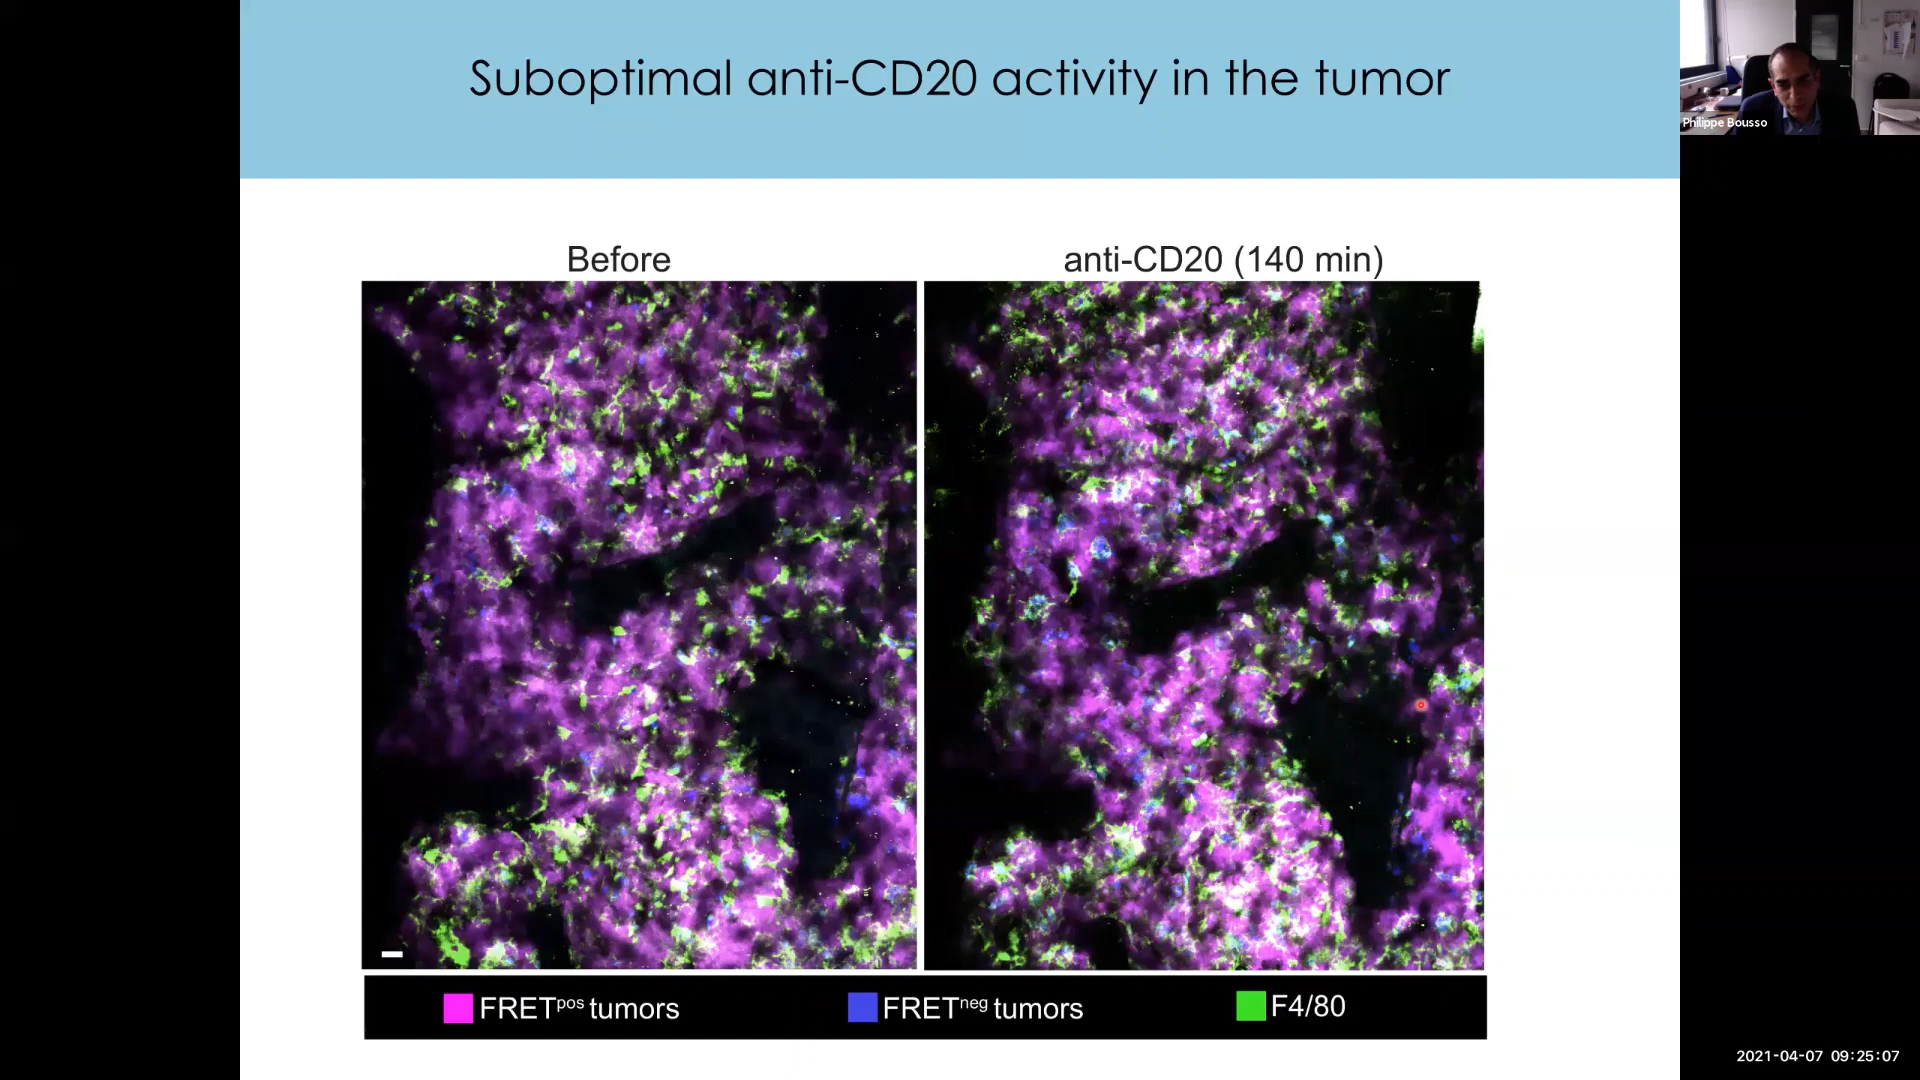 Suboptimal anti-CD20 activity in the tumor
Philippe Bousso
Before
anti-CD20 (140 min)
FRETpos tumors
FRETneg tumors
F4/80
2021-04-07 09:25:07